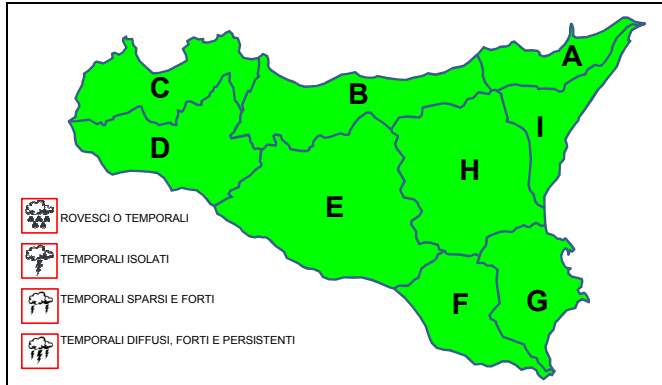 A
B
C
D
E
F
G
H
I
ROVESCI O TEMPORALI
TEMPORALI ISOLATI
TEMPORALI SPARSI E FORTI
TEMPORALI DIFFUSI, FORTI E PERSISTENTI